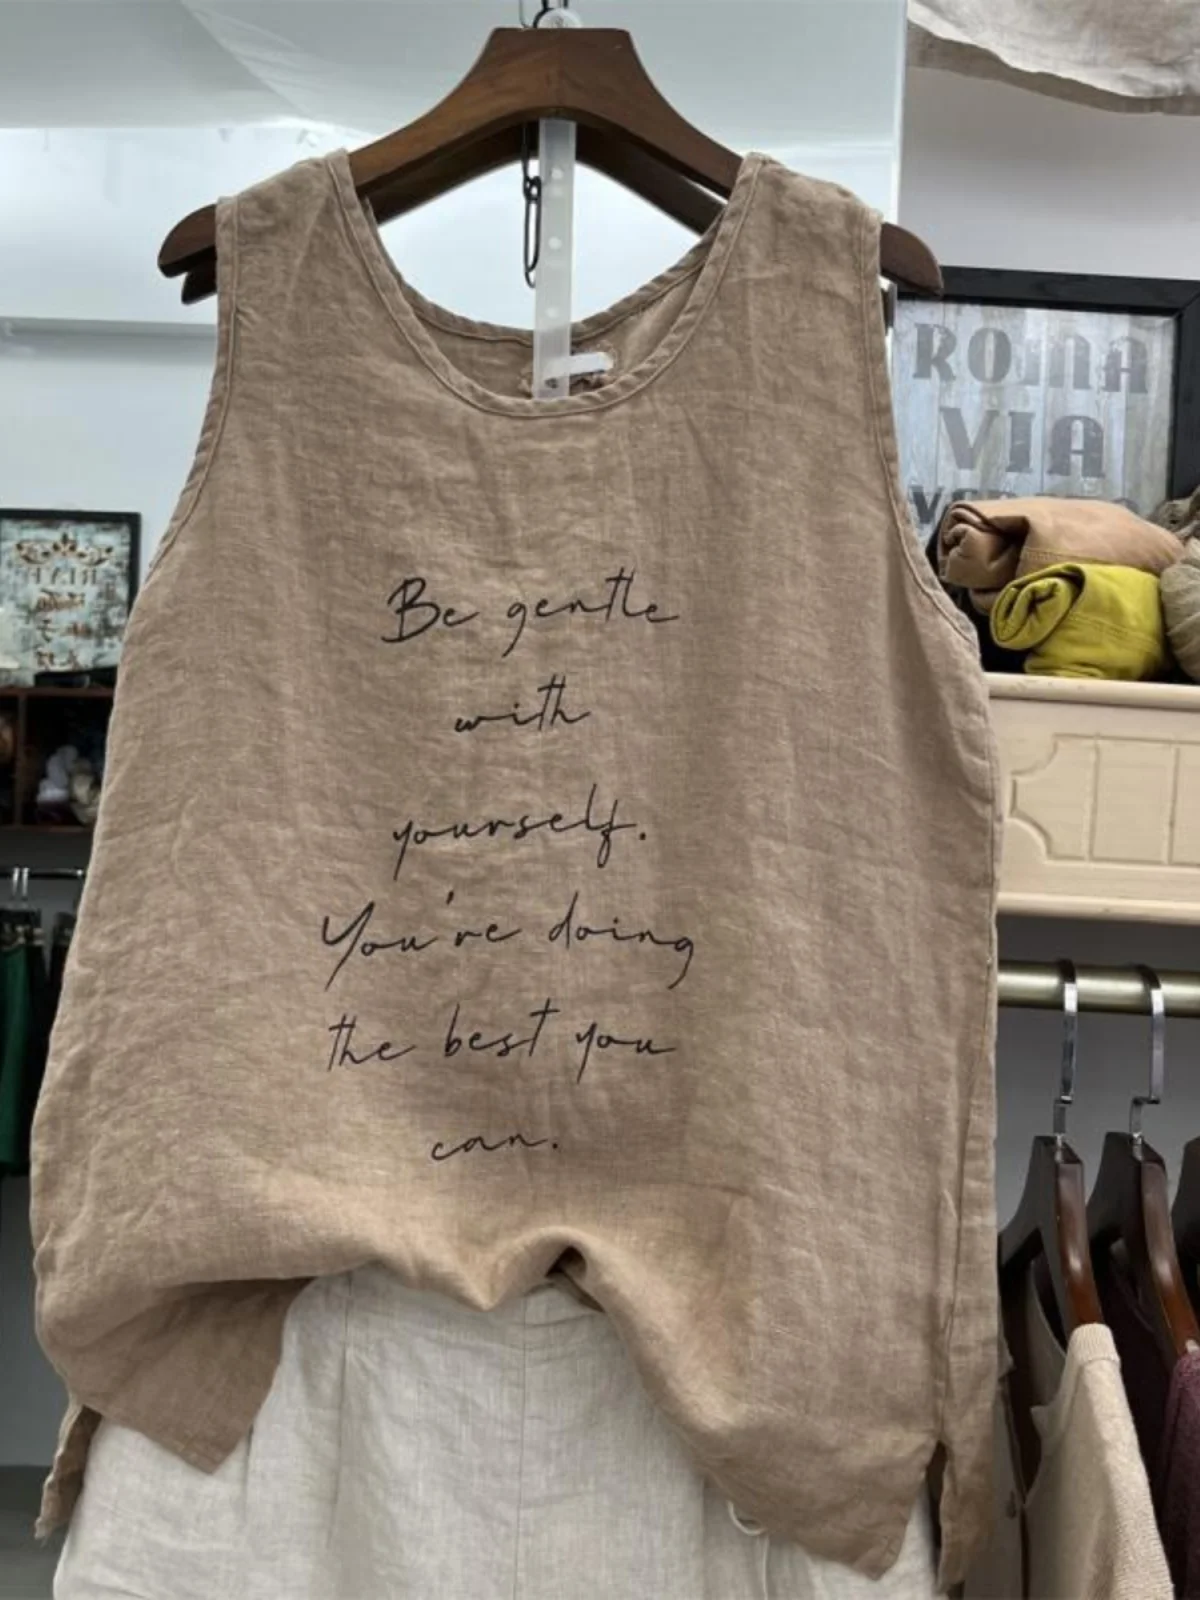 Be gentle
with
yourself.
You're doing
the best you
can.
ROMA
VIA